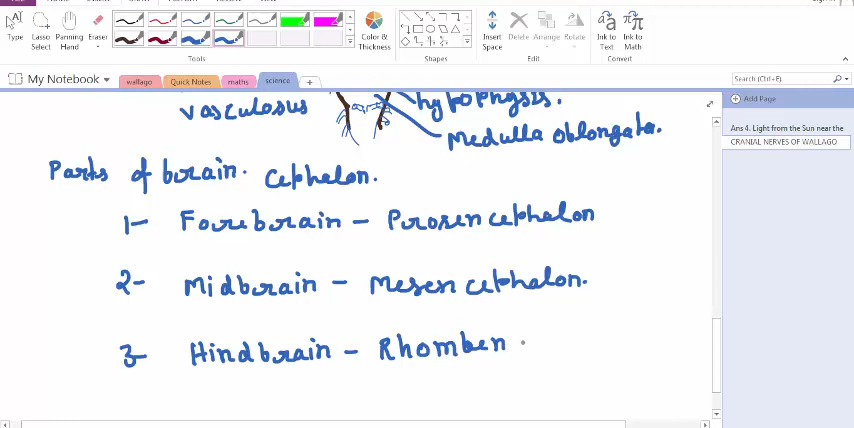 Type
Lasso Select
Panning Hand
Eraser
Tools
Color & Thickness
Shapes
Insert Space
Delete
Arrange
Rotate
Edit
Ink to Text
Ink to Math
Convert
My Notebook
wallago
Quick Notes
maths
science
Search (Ctrl+E)
Add Page
Ans 4. Light from the Sun near the
CRANIAL NERVES OF WALLAGO
vasculosus
hypophysis.
Medulla oblongata.
Parts of brain. Cephalon.
1- Forebrain - Prosencephalon
2- Midbrain - Mesencephalon.
3- Hindbrain - Rhomben